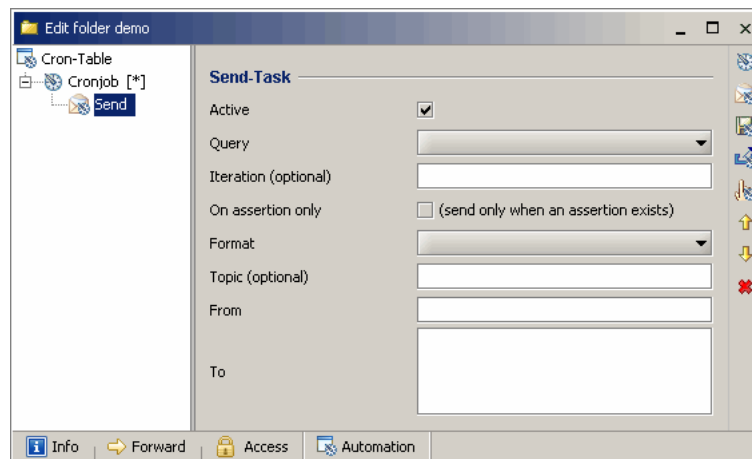 Edit folder demo
Cron-Table
Cronjob [*]
Send
Send-Task
Active
Query
Iteration (optional)
On assertion only (send only when an assertion exists)
Format
Topic (optional)
From
To
Info Forward Access Automation